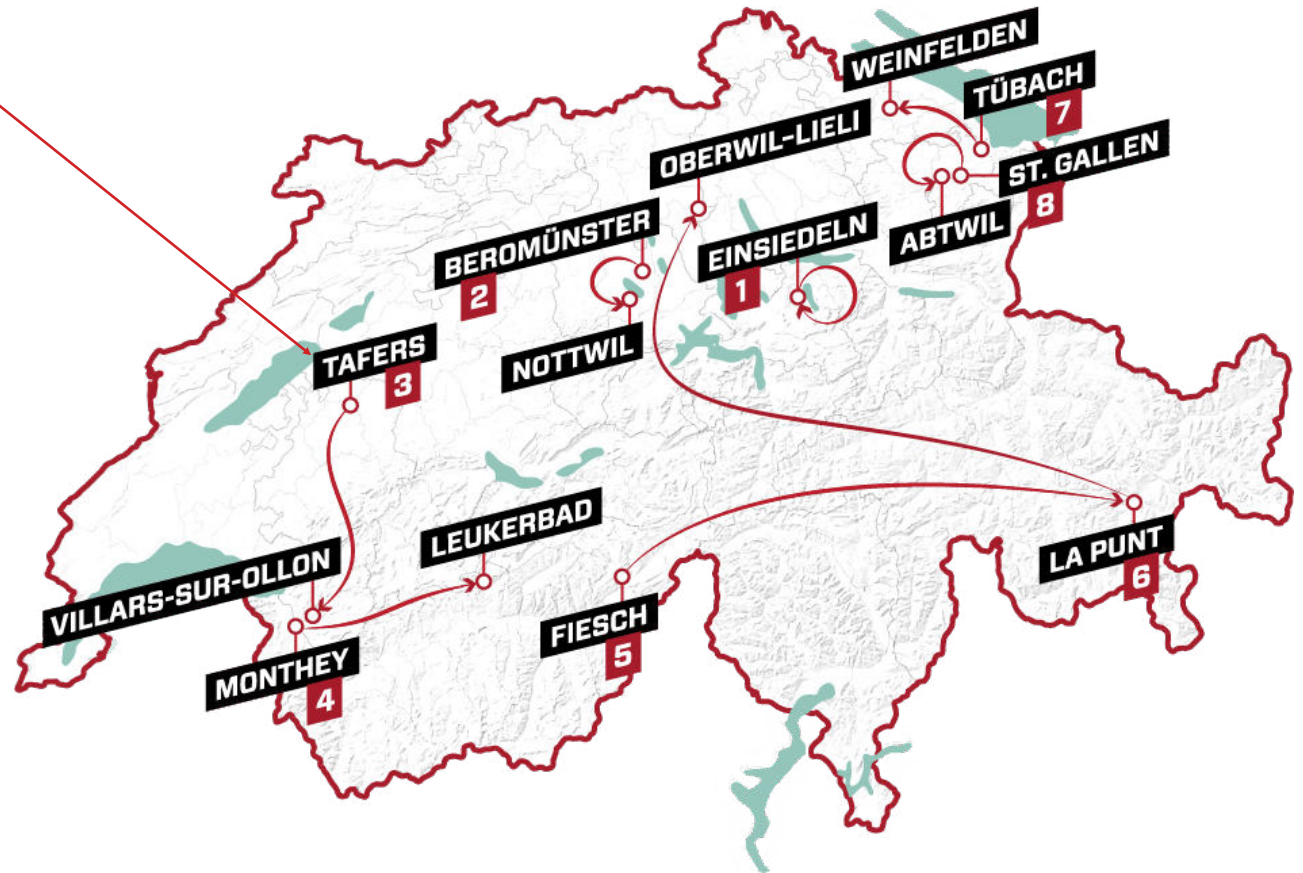 WEINFELDEN
TÜBACH
7
OBERWIL-LIELI
ST. GALLEN
8
ABTWIL
BEROMÜNSTER
2
EINSIEDELN
1
NOTTWIL
TAFERS
3
LEUKERBAD
VILLARS-SUR-OLLON
LA PUNT
6
FIESCH
5
MONTHEY
4